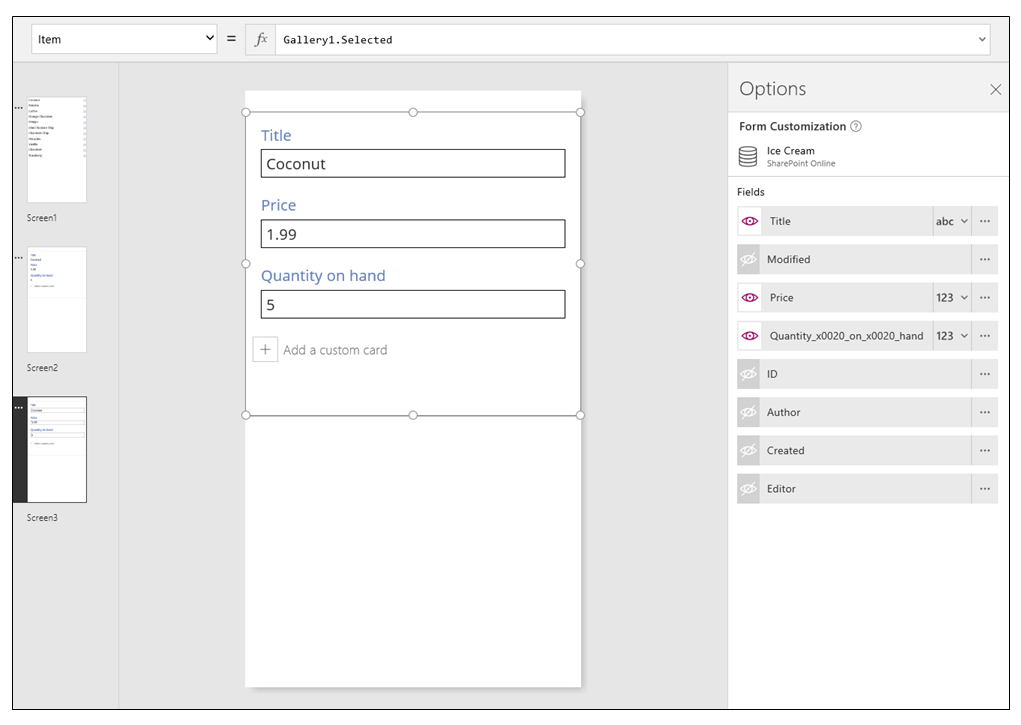 Item
=
fx
Gallery1.Selected
Screen1
Screen2
Screen3
Title
Coconut
Price
1.99
Quantity on hand
5
+ Add a custom card
Options
Form Customization ?
Ice Cream
SharePoint Online
Fields
Title abc ...
Modified ...
Price 123 ...
Quantity_x0020_on_x0020_hand 123 ...
ID ...
Author ...
Created ...
Editor ...